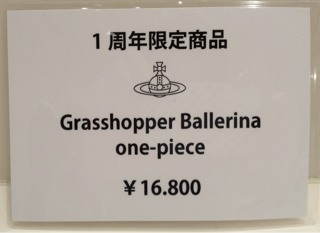 1周年限定商品
Grasshopper Ballerina
one-piece
¥16.800